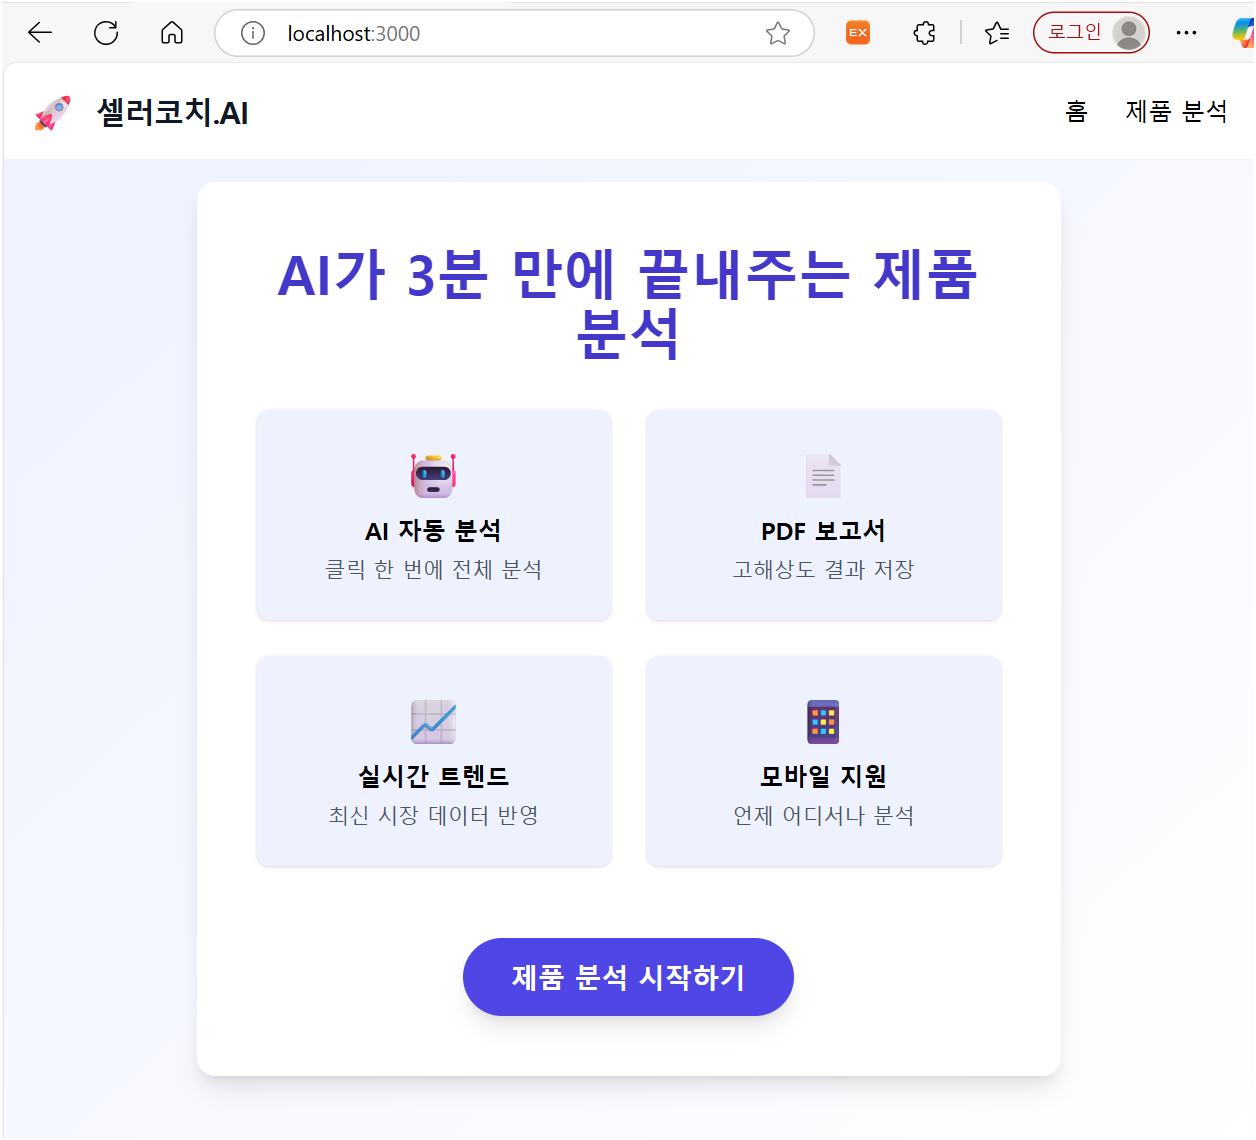 localhost:3000
EX
로그인
셀러코치.AI
홈
제품 분석
AI가 3분 만에 끝내주는 제품
분석
AI 자동 분석
클릭 한 번에 전체 분석
PDF 보고서
고해상도 결과 저장
실시간 트렌드
최신 시장 데이터 반영
모바일 지원
언제 어디서나 분석
제품 분석 시작하기